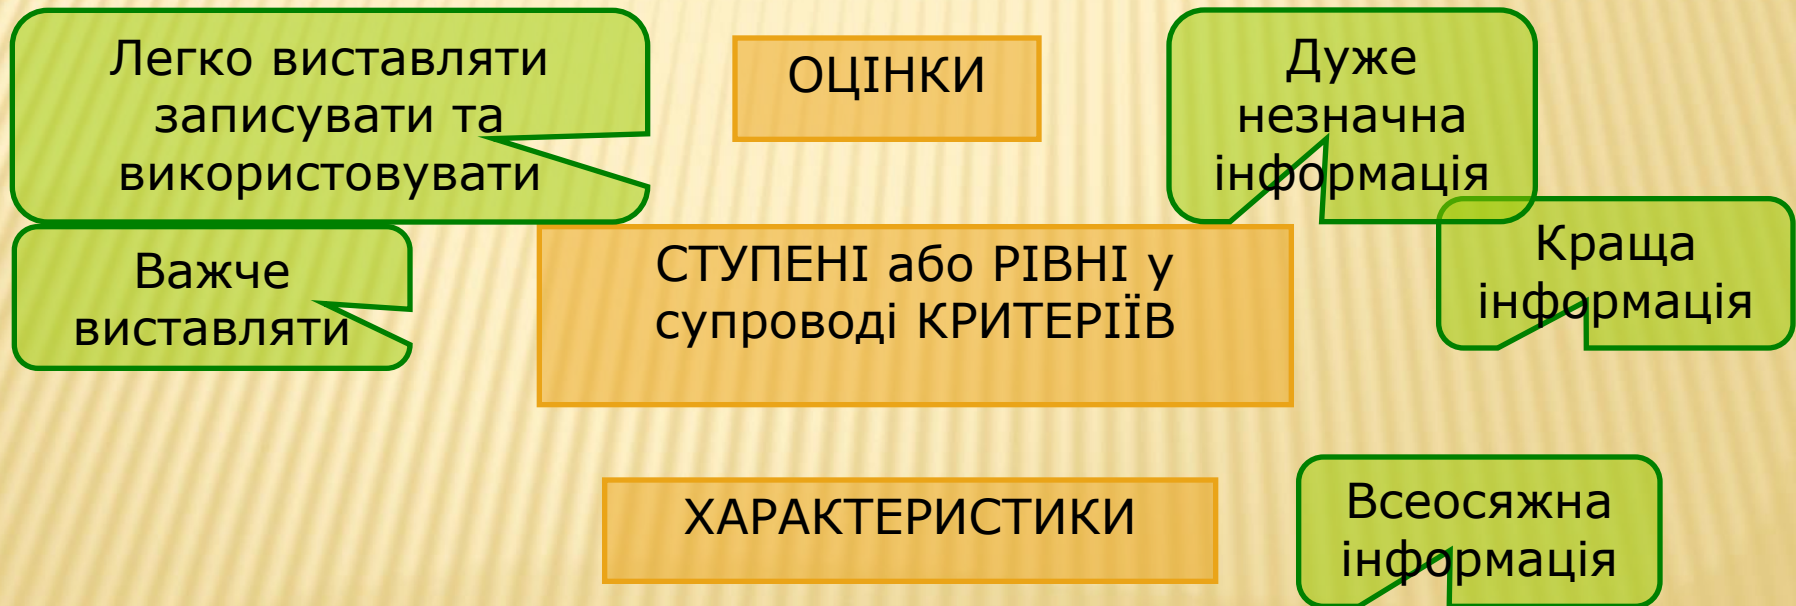 Легко виставляти
записувати та
використовувати
ОЦІНКИ
Дуже
незначна
інформація
Важче
виставляти
СТУПЕНІ або РІВНІ у
супроводі КРИТЕРІЇВ
Краща
інформація
ХАРАКТЕРИСТИКИ
Всеосяжна
інформація